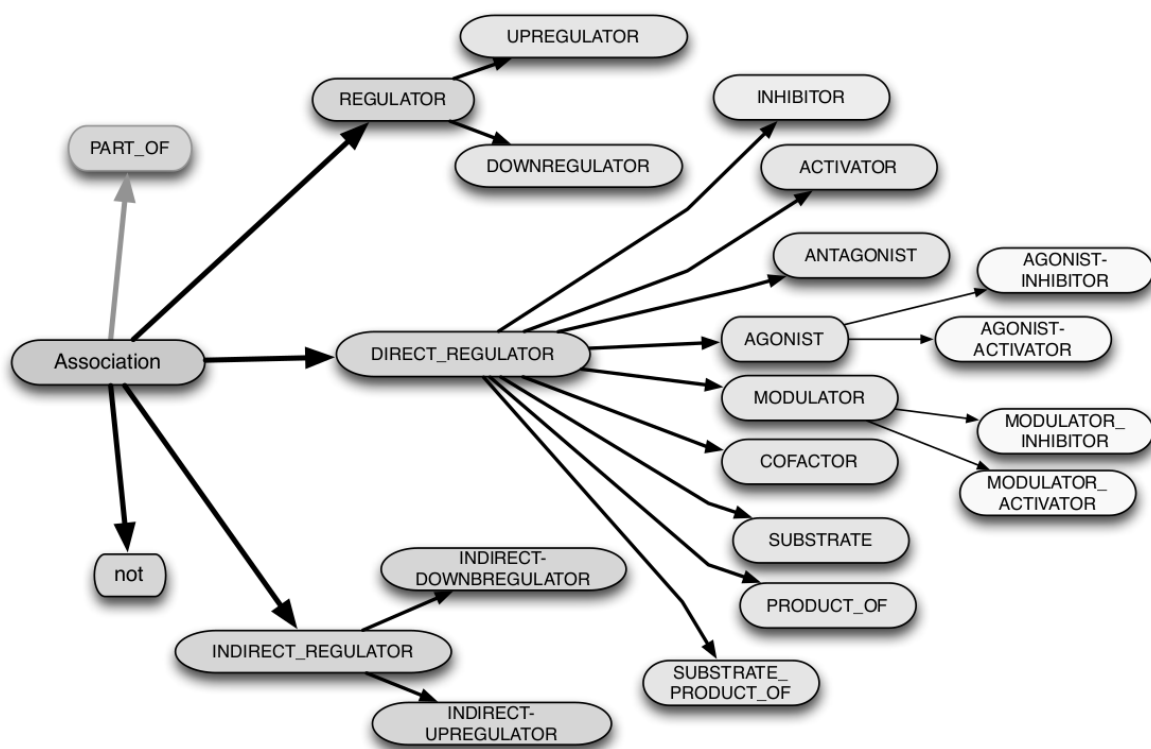 UPREGULATOR
REGULATOR
INHIBITOR
PART_OF
DOWNREGULATOR
ACTIVATOR
ANTAGONIST
AGONIST-
INHIBITOR
Association
DIRECT_REGULATOR
AGONIST
AGONIST-
ACTIVATOR
MODULATOR
MODULATOR_
INHIBITOR
COFACTOR
MODULATOR_
ACTIVATOR
SUBSTRATE
not
INDIRECT-
DOWNBREGULATOR
PRODUCT_OF
INDIRECT_REGULATOR
SUBSTRATE_
PRODUCT_OF
INDIRECT-
UPREGULATOR